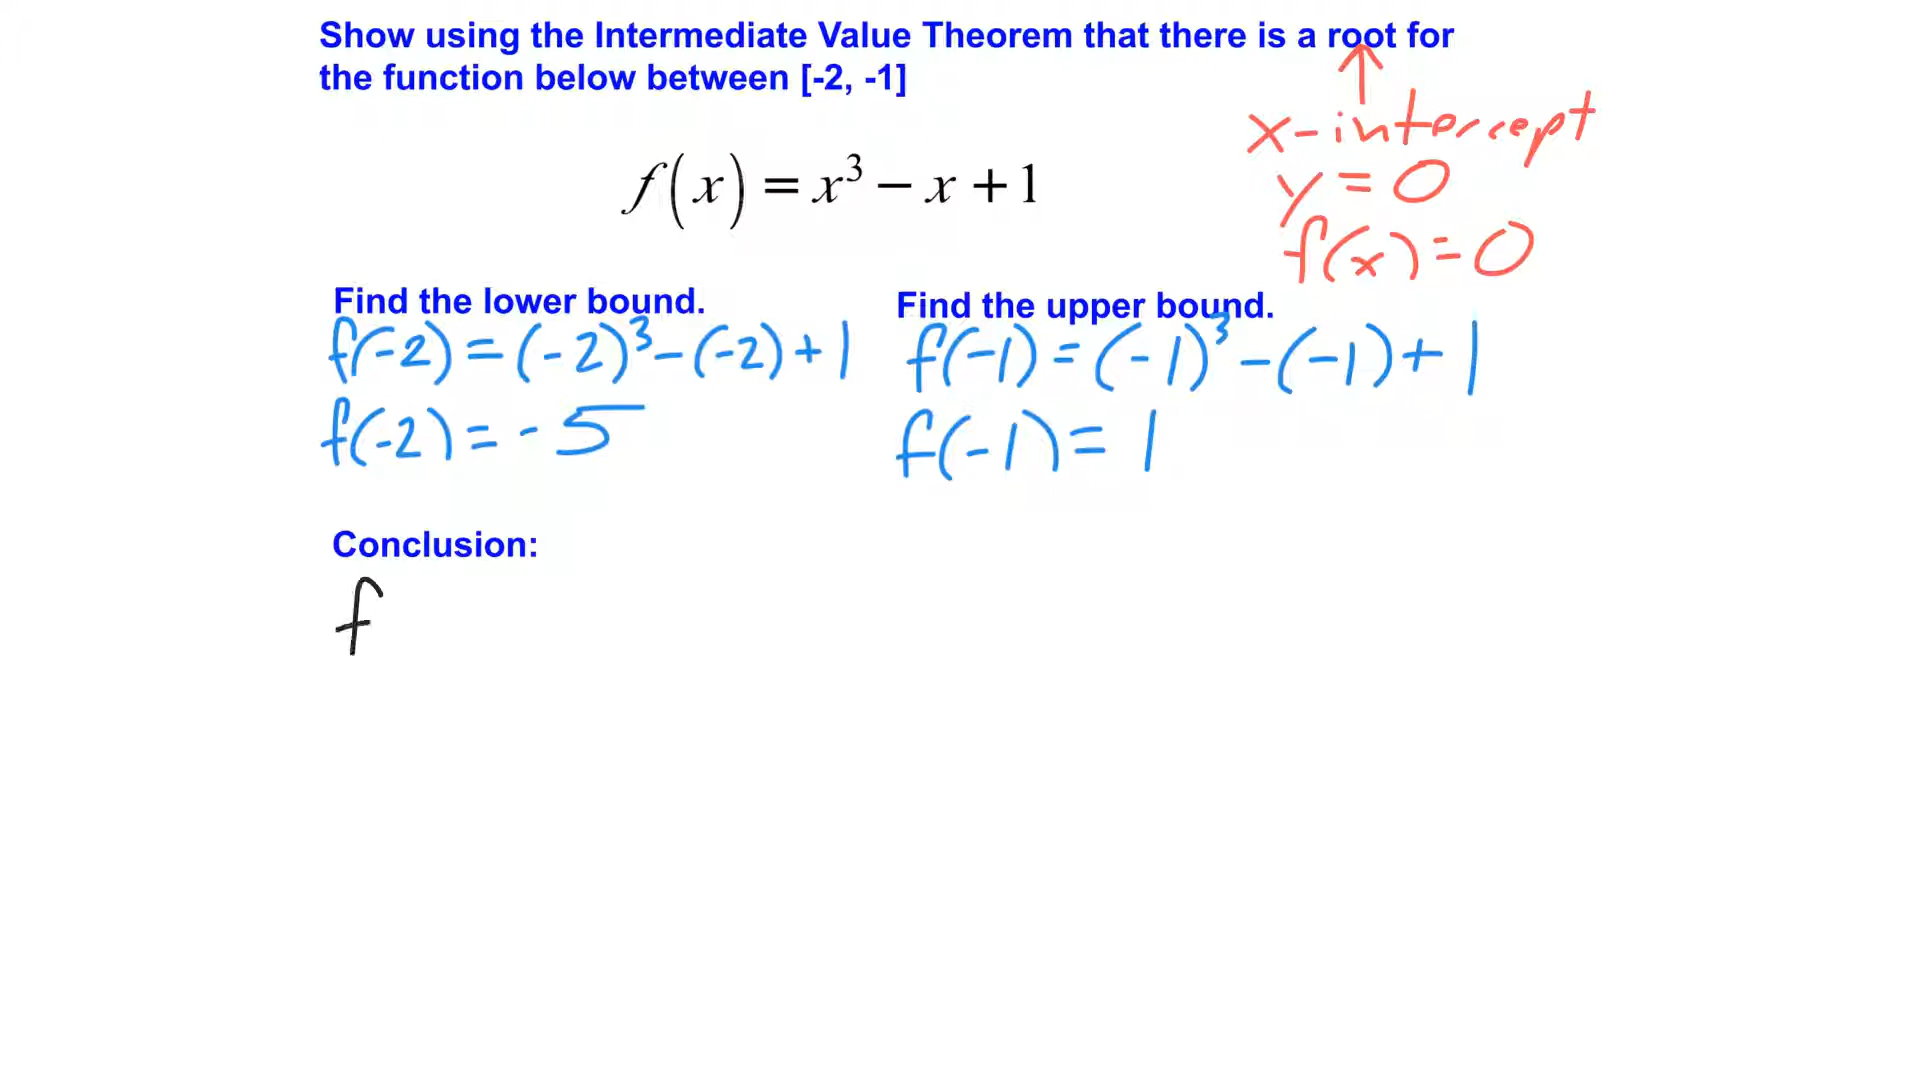 Show using the Intermediate Value Theorem that there is a root for
the function below between [-2, -1]
x-intercept
f(x) = x³ − x + 1
y = 0
f(x) = 0
Find the lower bound.
Find the upper bound.
f(-2) = (-2)³ - (-2) + 1
f(-1) = (-1)³ - (-1) + 1
f(-2) = -5
f(-1) = 1
Conclusion:
f